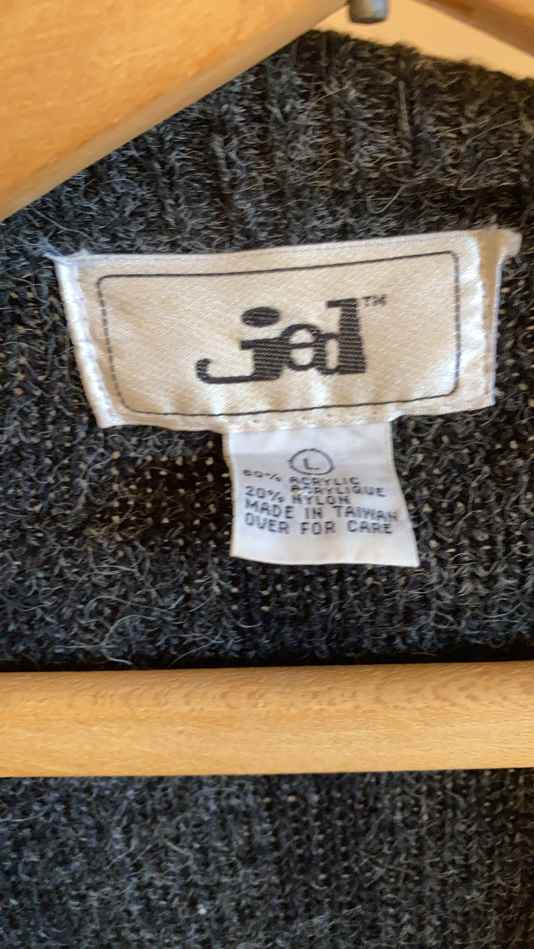 jed™
L
80% ACRYLIC
ACRYLIQUE
20% NYLON
MADE IN TAIWAN
OVER FOR CARE